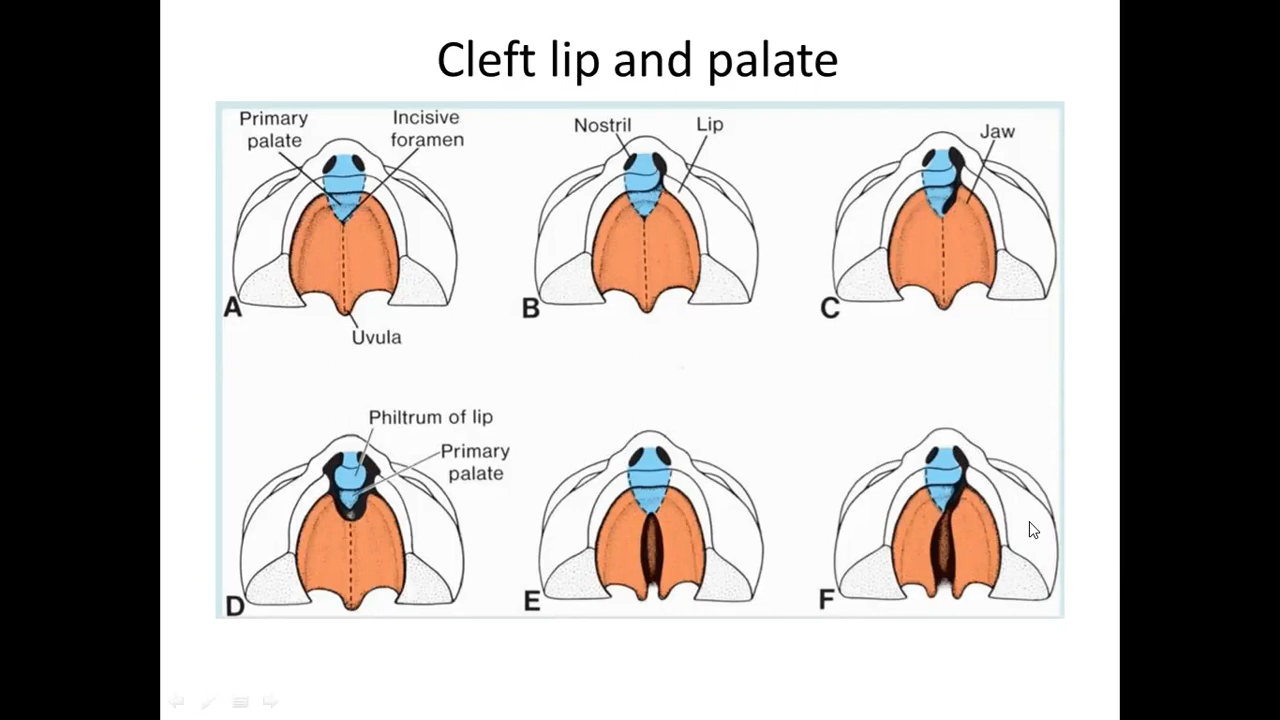 Cleft lip and palate
Primary
palate
Incisive
foramen
A
Uvula
Nostril
Lip
B
Jaw
C
Philtrum of lip
Primary
palate
D
E
F